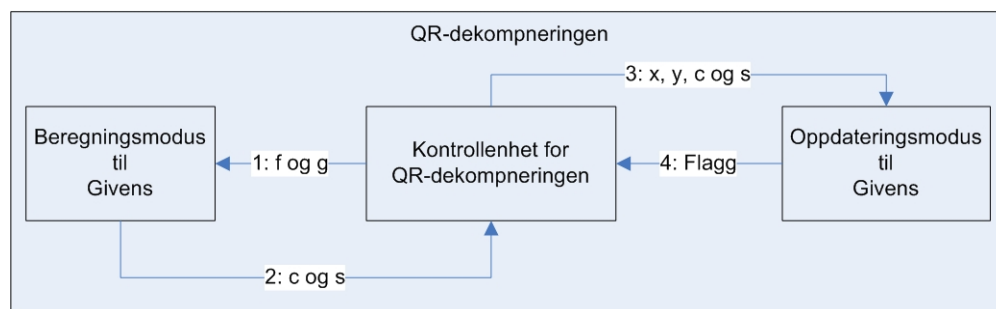 QR-dekompneringen
3: x, y, c og s
Beregningsmodus
til
Givens
1: f og g
Kontrollenhet for
QR-dekompneringen
4: Flagg
Oppdateringsmodus
til
Givens
2: c og s